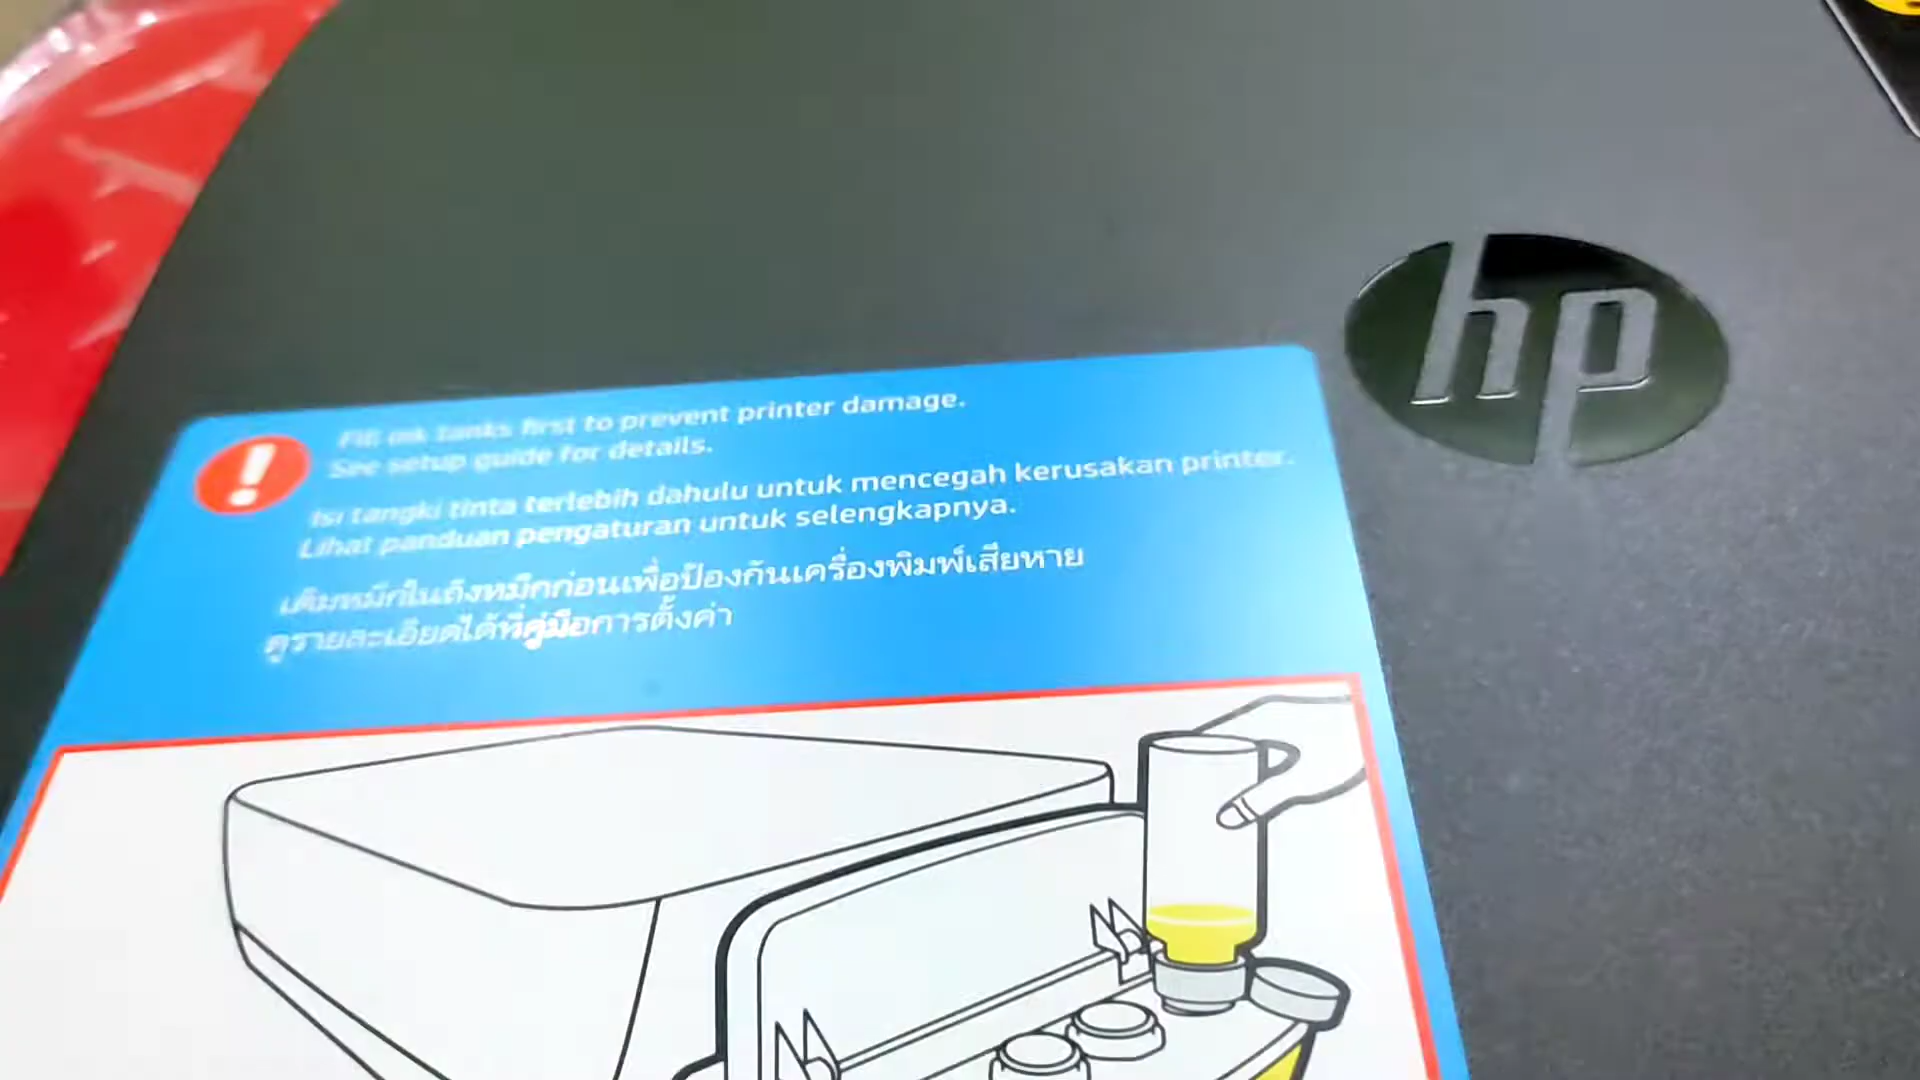 Fill ink tanks first to prevent printer damage.
See setup guide for details.
Isi tangki tinta terlebih dahulu untuk mencegah kerusakan printer.
Lihat panduan pengaturan untuk selengkapnya.
เติมหมึกในถังหมึกก่อนเพื่อป้องกันเครื่องพิมพ์เสียหาย
ดูรายละเอียดได้ที่คู่มือการตั้งค่า
hp